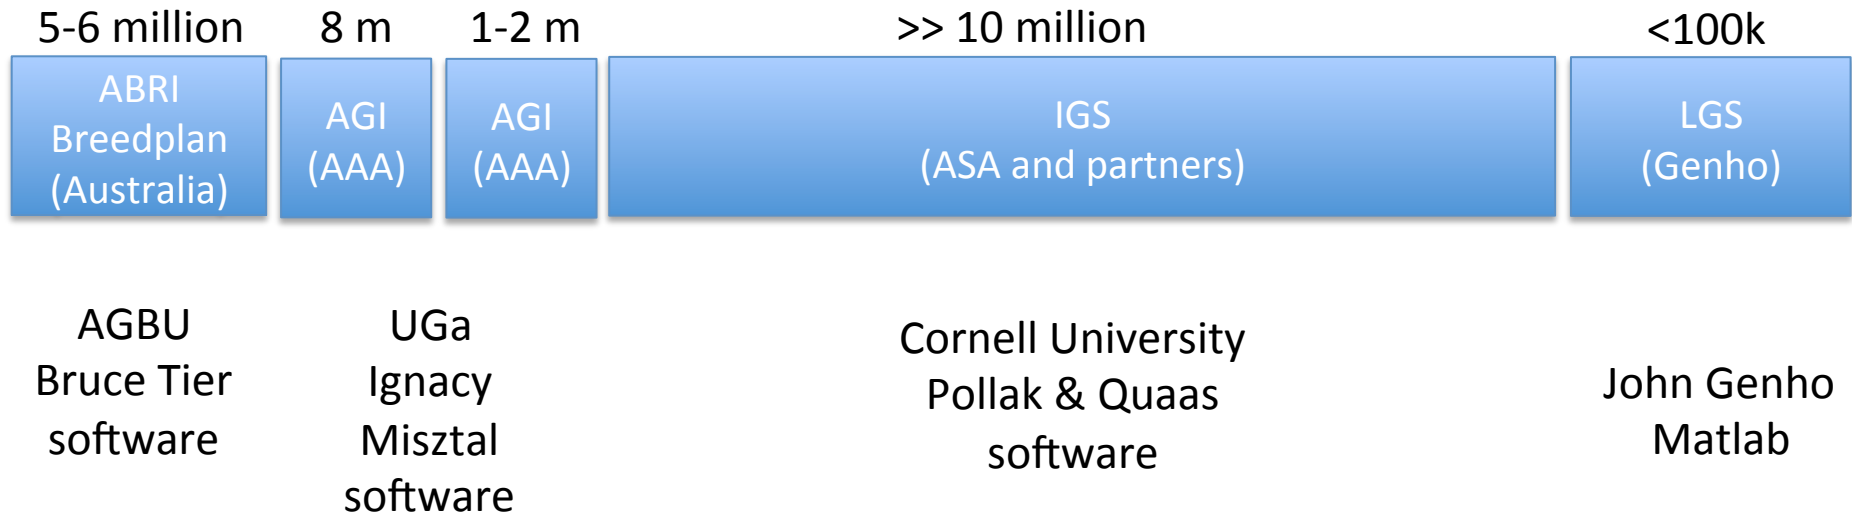 5-6 million
8 m
1-2 m
>> 10 million
<100k
ABRI
Breedplan
(Australia)
AGI
(AAA)
AGI
(AAA)
IGS
(ASA and partners)
LGS
(Genho)
AGBU
Bruce Tier
software
UGa
Ignacy
Misztal
software
Cornell University
Pollak & Quaas
software
John Genho
Matlab